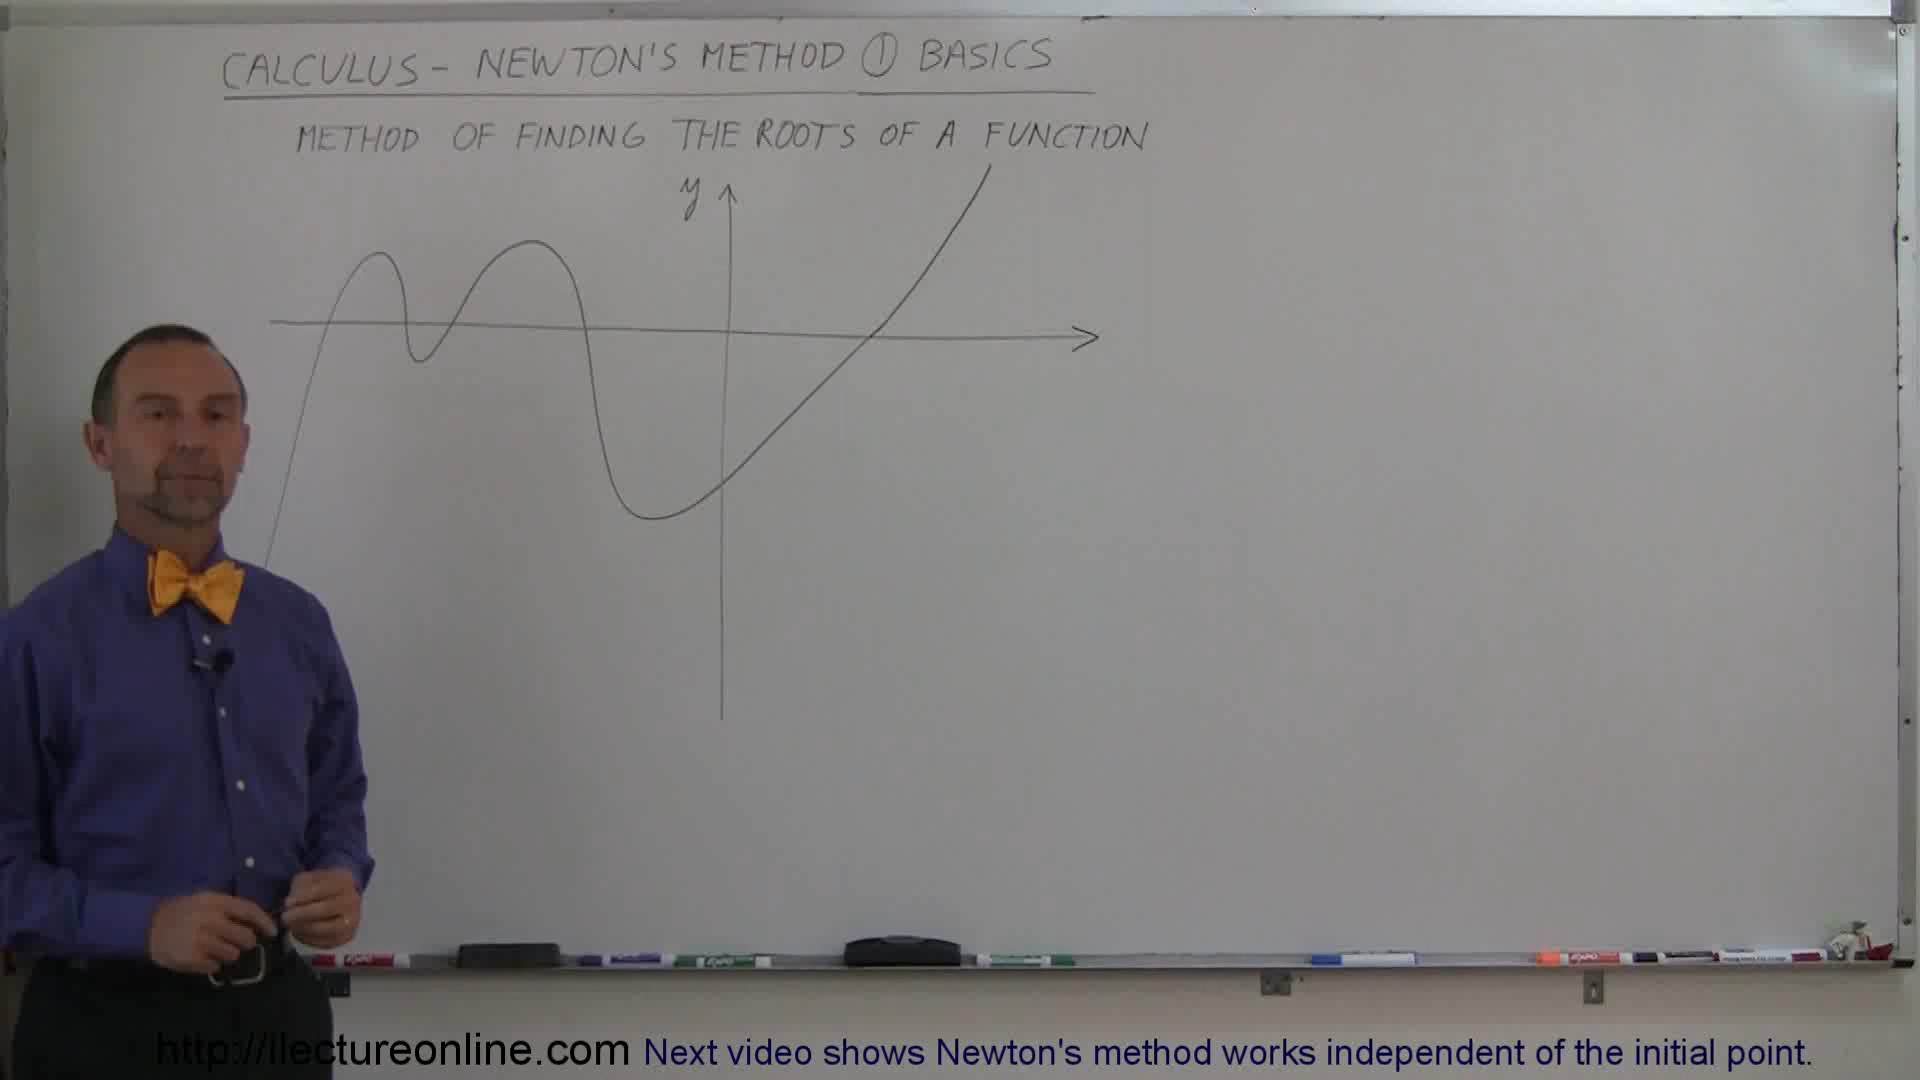 CALCULUS - NEWTON'S METHOD ① BASICS
METHOD OF FINDING THE ROOTS OF A FUNCTION
y
http://ilectureonline.com Next video shows Newton's method works independent of the initial point.